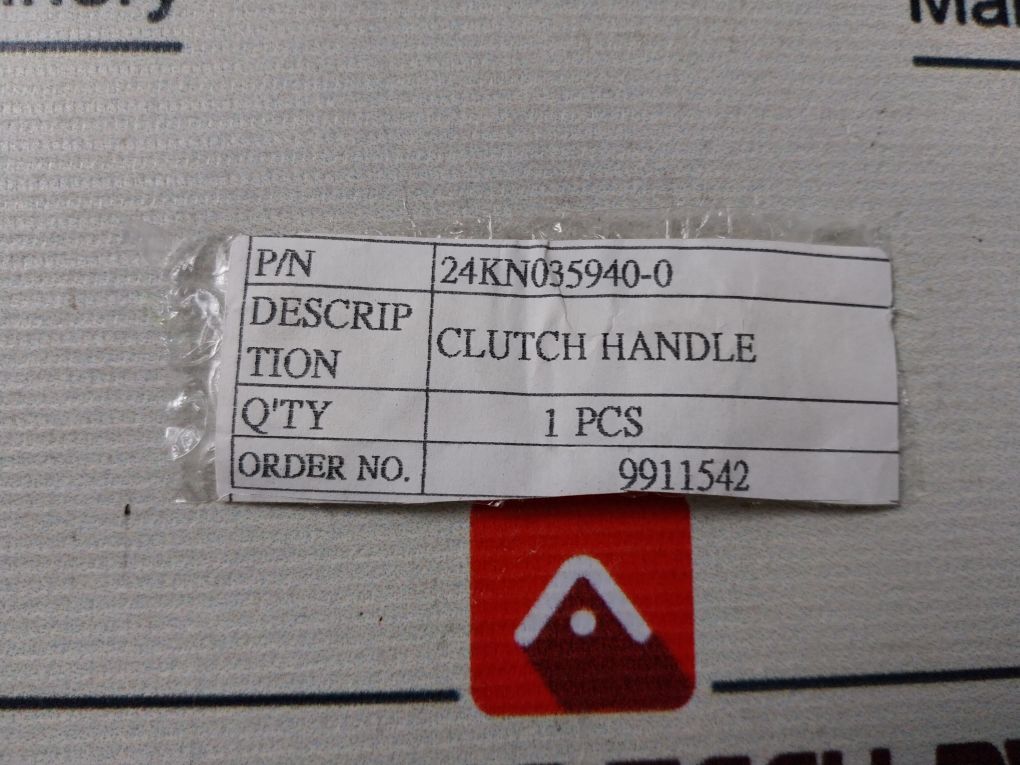 P/N 24KN035940-0
DESCRIP
TION CLUTCH HANDLE
Q'TY 1 PCS
ORDER NO. 9911542